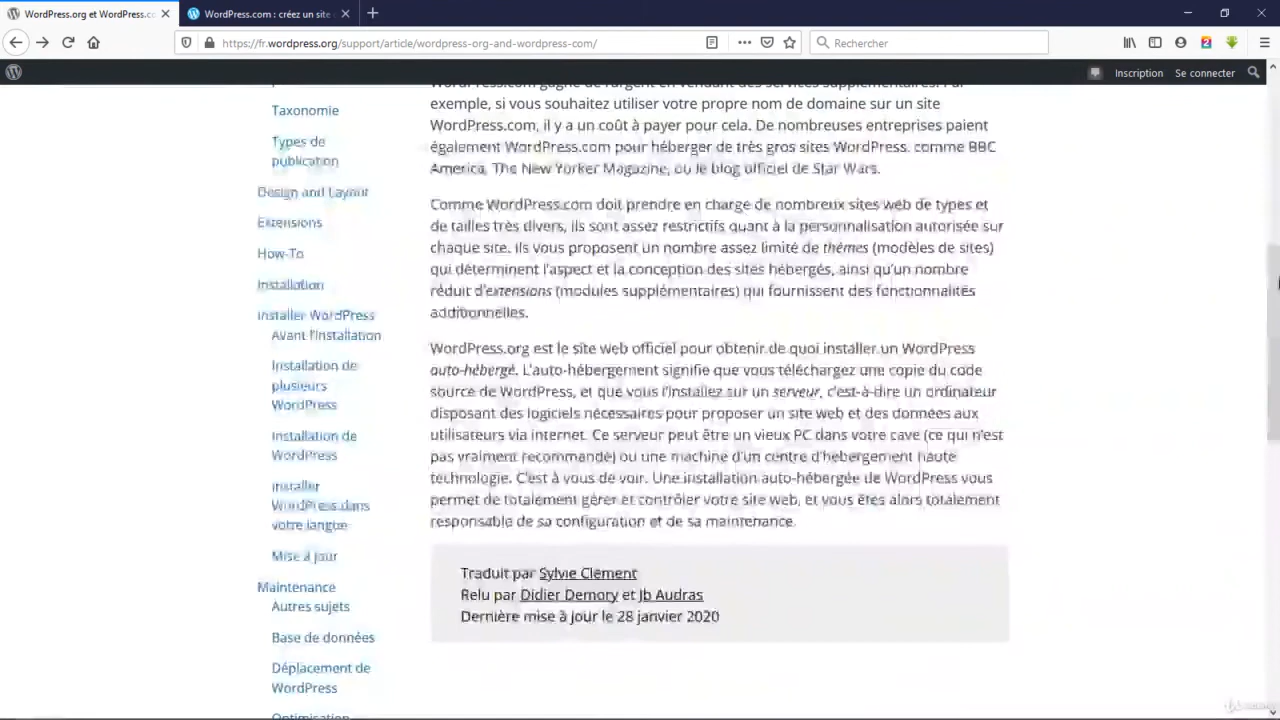 WordPress.org et WordPress.co
WordPress.com : créez un site
https://fr.wordpress.org/support/article/wordpress-org-and-wordpress-com/
Rechercher
Inscription
Se connecter
Taxonomie
Types de
publication
Design and Layout
Extensions
How-To
Installation
Installer WordPress
Avant l'installation
Installation de
plusieurs
WordPress
Installation de
WordPress
Installer
WordPress dans
votre langue
Mise à jour
Maintenance
Autres sujets
Base de données
Déplacement de
WordPress
Optimisation
WordPress.com gagne de l'argent en vendant des services supplémentaires. Par
exemple, si vous souhaitez utiliser votre propre nom de domaine sur un site
WordPress.com, il y a un coût à payer pour cela. De nombreuses entreprises paient
également WordPress.com pour héberger de très gros sites WordPress. comme BBC
America, The New Yorker Magazine, ou le blog officiel de Star Wars.
Comme WordPress.com doit prendre en charge de nombreux sites web de types et
de tailles très divers, ils sont assez restrictifs quant à la personnalisation autorisée sur
chaque site. Ils vous proposent un nombre assez limité de thèmes (modèles de sites)
qui déterminent l'aspect et la conception des sites hébergés, ainsi qu'un nombre
réduit d'extensions (modules supplémentaires) qui fournissent des fonctionnalités
additionnelles.
WordPress.org est le site web officiel pour obtenir de quoi installer un WordPress
auto-hébergé. L'auto-hébergement signifie que vous téléchargez une copie du code
source de WordPress, et que vous l'installez sur un serveur, c'est-à-dire un ordinateur
disposant des logiciels nécessaires pour proposer un site web et des données aux
utilisateurs via internet. Ce serveur peut être un vieux PC dans votre cave (ce qui n'est
pas vraiment recommandé) ou une machine d'un centre d'hébergement haute
technologie. C'est à vous de voir. Une installation auto-hébergée de WordPress vous
permet de totalement gérer et contrôler votre site web, et vous êtes alors totalement
responsable de sa configuration et de sa maintenance.
Traduit par Sylvie Clément
Relu par Didier Demory et Jb Audras
Dernière mise à jour le 28 janvier 2020